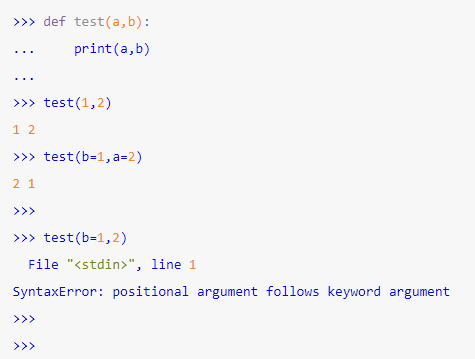 >>> def test(a,b):
...     print(a,b)
...
>>> test(1,2)
1 2
>>> test(b=1,a=2)
2 1
>>>
>>> test(b=1,2)
  File "<stdin>", line 1
SyntaxError: positional argument follows keyword argument
>>>
>>>